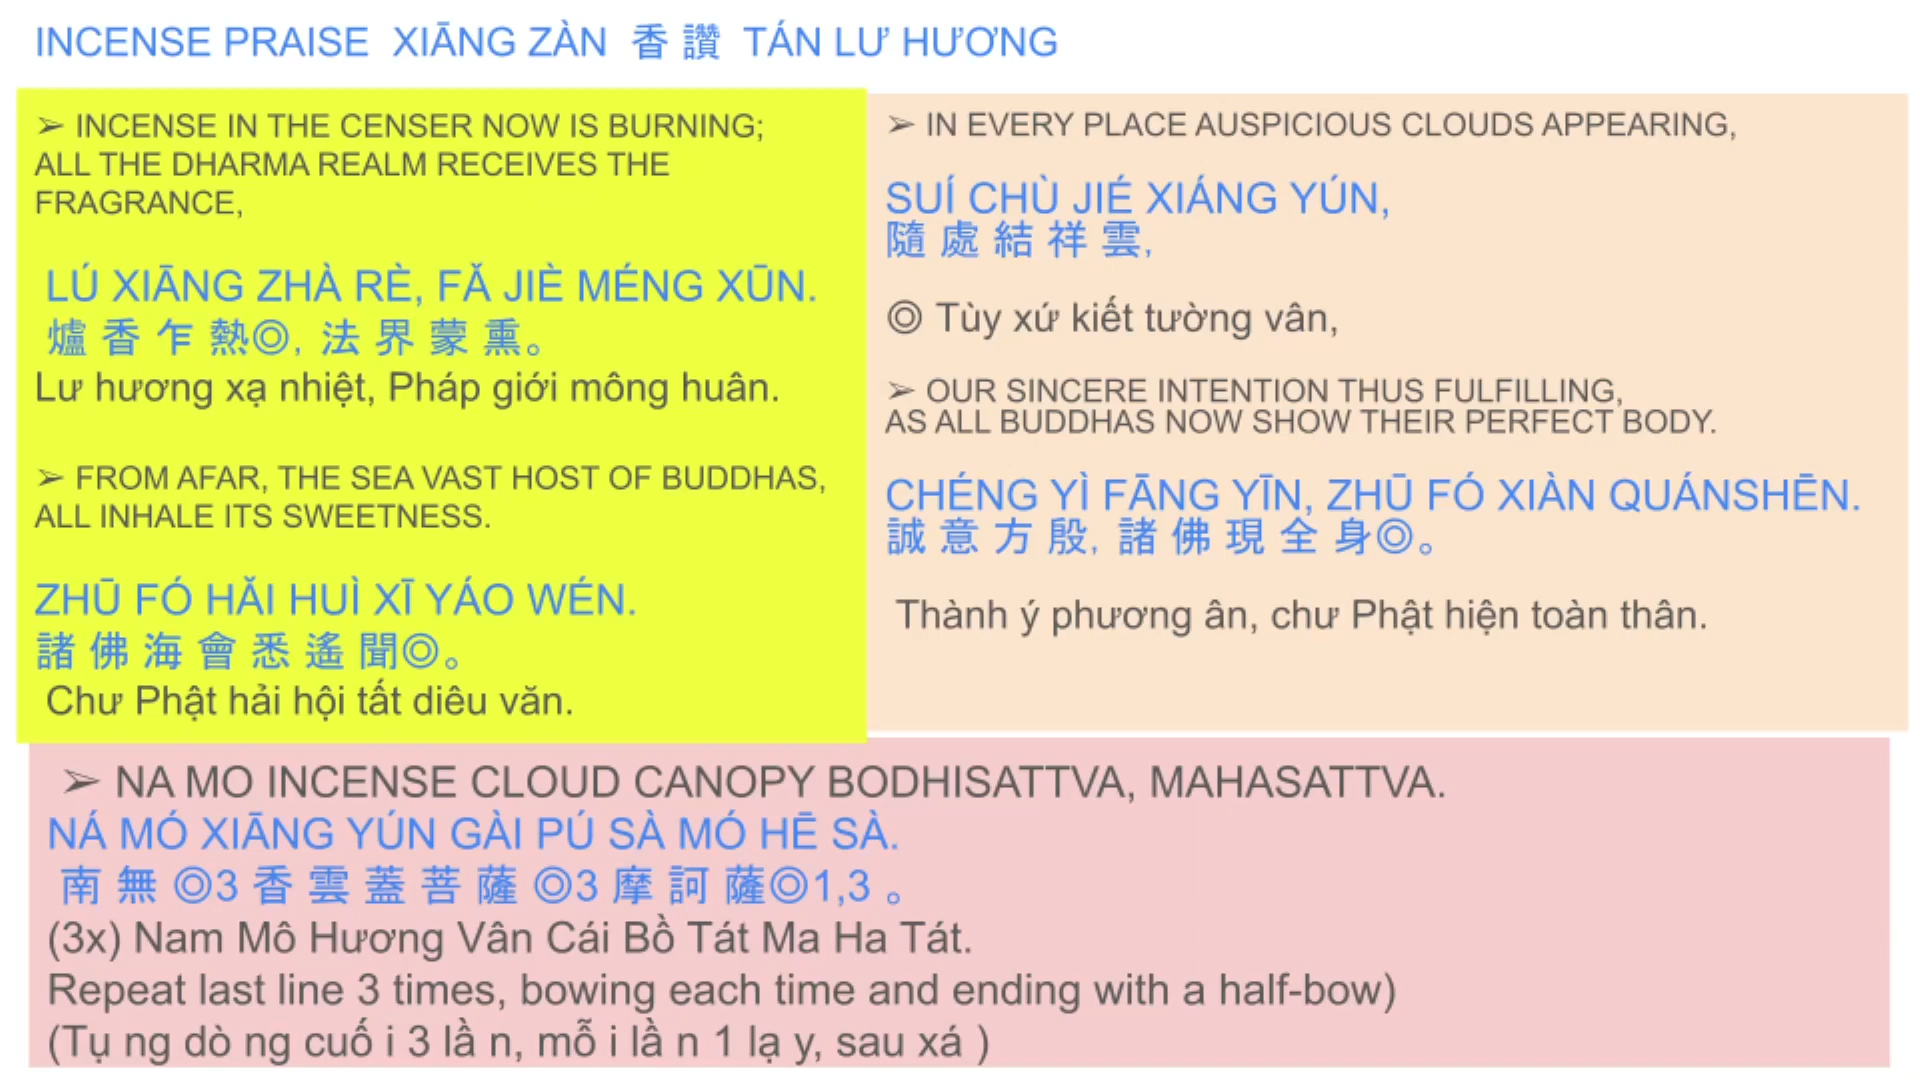 INCENSE PRAISE XIĀNG ZÀN 香 讚 TÁN LƯ HƯƠNG
➢ INCENSE IN THE CENSER NOW IS BURNING;
ALL THE DHARMA REALM RECEIVES THE
FRAGRANCE,
LÚ XIĀNG ZHÀ RÈ, FǍ JIÈ MÉNG XŪN.
爐 香 乍 熱◎, 法 界 蒙 熏。
Lư hương xạ nhiệt, Pháp giới mông huân.
➢ FROM AFAR, THE SEA VAST HOST OF BUDDHAS,
ALL INHALE ITS SWEETNESS.
ZHŪ FÓ HǍI HUÌ XĪ YÁO WÉN.
諸 佛 海 會 悉 遙 聞◎。
Chư Phật hải hội tất diêu văn.
➢ IN EVERY PLACE AUSPICIOUS CLOUDS APPEARING,
SUÍ CHÙ JIÉ XIÁNG YÚN,
隨 處 結 祥 雲,
◎ Tùy xứ kiết tường vân,
➢ OUR SINCERE INTENTION THUS FULFILLING,
AS ALL BUDDHAS NOW SHOW THEIR PERFECT BODY.
CHÉNG YÌ FĀNG YĪN, ZHŪ FÓ XIÀN QUÁNSHĒN.
誠 意 方 殷, 諸 佛 現 全 身◎。
Thành ý phương ân, chư Phật hiện toàn thân.
➢ NA MO INCENSE CLOUD CANOPY BODHISATTVA, MAHASATTVA.
NÁ MÓ XIĀNG YÚN GÀI PÚ SÀ MÓ HĒ SÀ.
南 無 ◎3 香 雲 蓋 菩 薩 ◎3 摩 訶 薩◎1,3 。
(3x) Nam Mô Hương Vân Cái Bồ Tát Ma Ha Tát.
Repeat last line 3 times, bowing each time and ending with a half-bow)
(Tụ ng dò ng cuố i 3 lầ n, mỗ i lầ n 1 lạ y, sau xá )